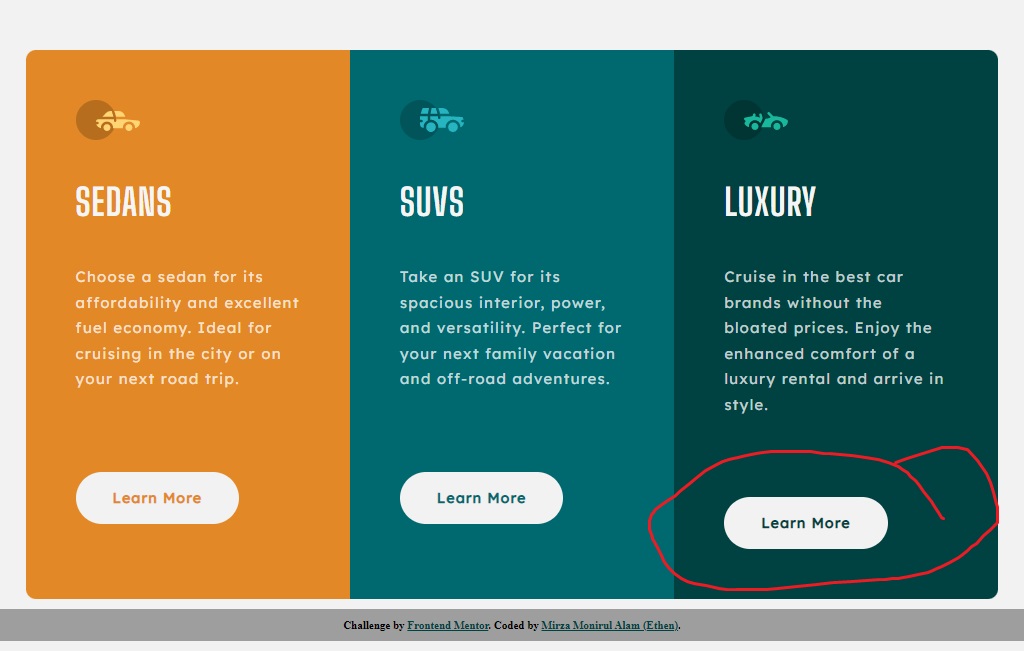 SEDANS
Choose a sedan for its
affordability and excellent
fuel economy. Ideal for
cruising in the city or on
your next road trip.
Learn More
SUVS
Take an SUV for its
spacious interior, power,
and versatility. Perfect for
your next family vacation
and off-road adventures.
Learn More
LUXURY
Cruise in the best car
brands without the
bloated prices. Enjoy the
enhanced comfort of a
luxury rental and arrive in
style.
Learn More
Challenge by Frontend Mentor. Coded by Mirza Monirul Alam (Ethen).